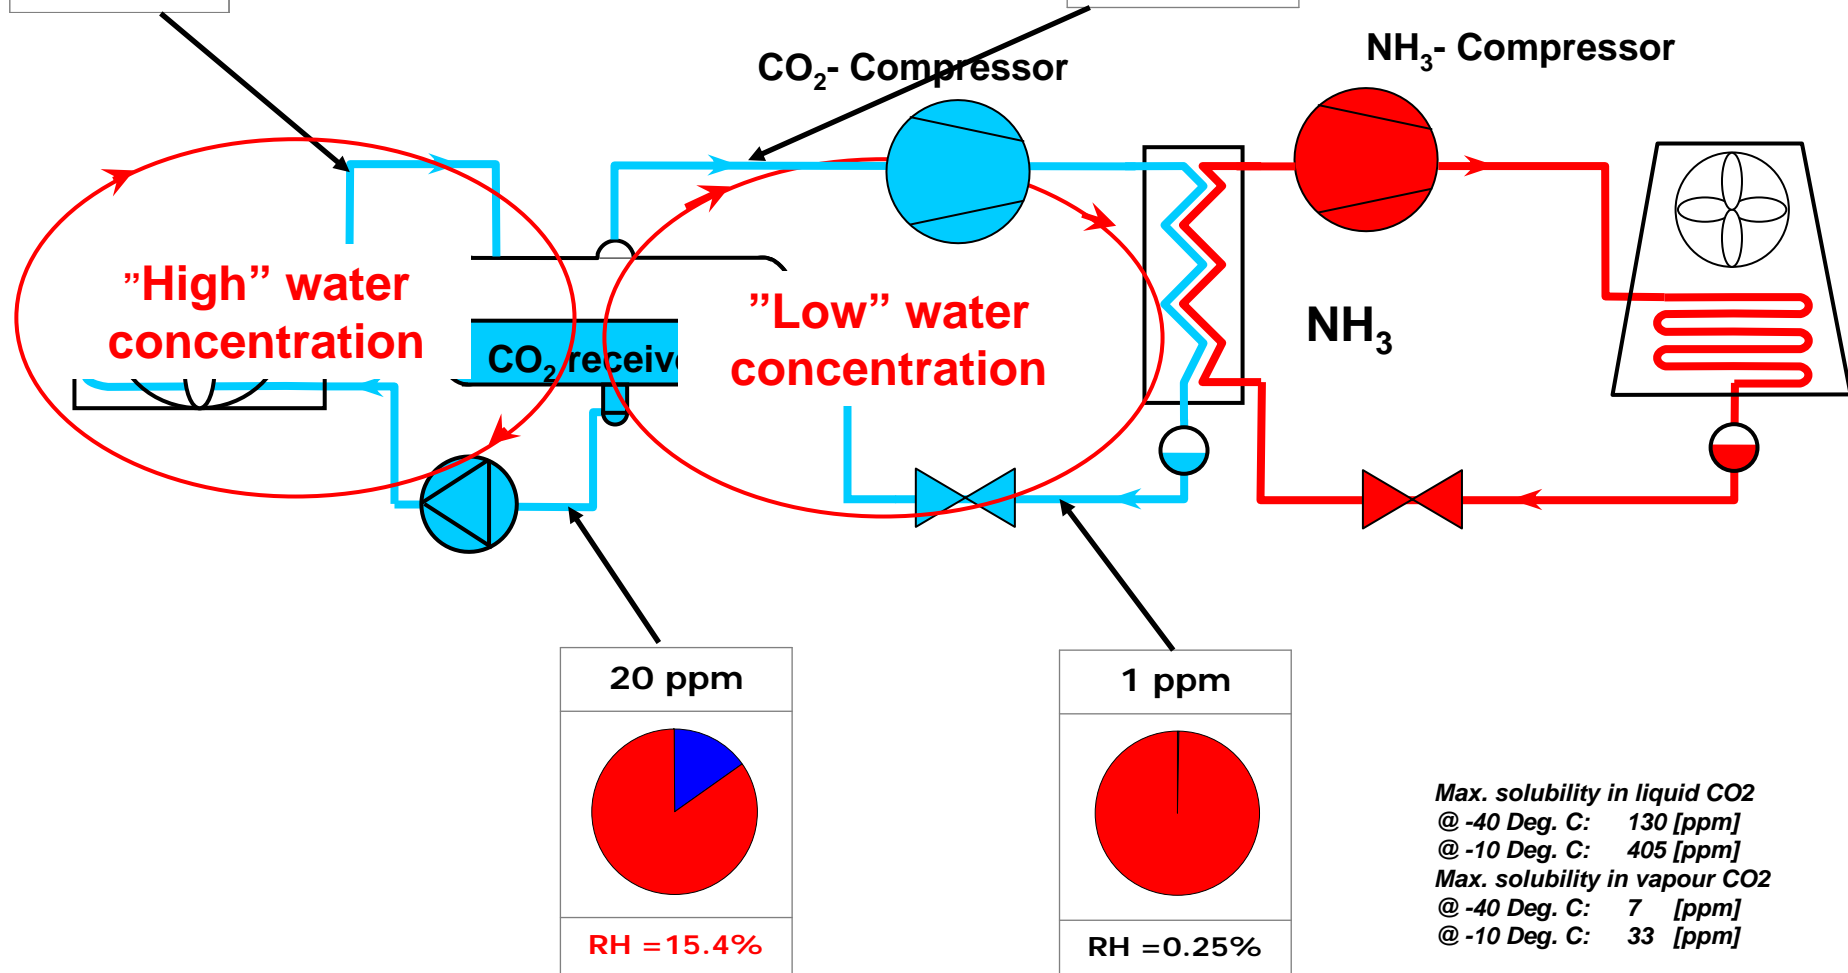 CO₂- Compressor
NH₃- Compressor
”High” water
concentration
”Low” water
concentration
CO₂ receiv
NH₃
20 ppm
RH =15.4%
1 ppm
RH =0.25%
Max. solubility in liquid CO2
@ -40 Deg. C: 130 [ppm]
@ -10 Deg. C: 405 [ppm]
Max. solubility in vapour CO2
@ -40 Deg. C: 7 [ppm]
@ -10 Deg. C: 33 [ppm]